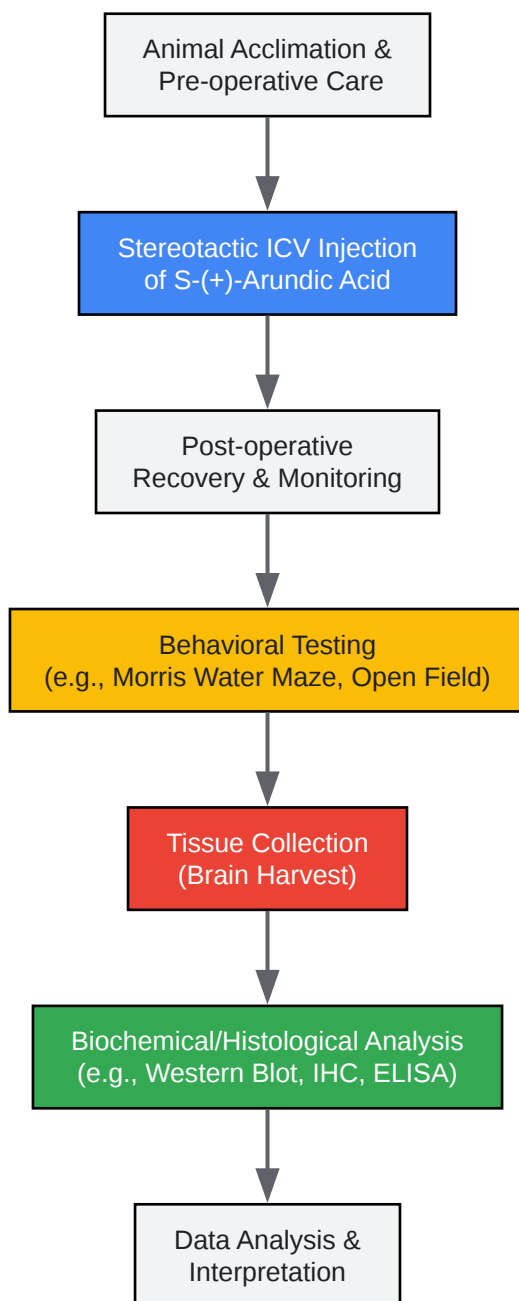 Animal Acclimation &
Pre-operative Care
Stereotactic ICV Injection
of S-(+)-Arundic Acid
Post-operative
Recovery & Monitoring
Behavioral Testing
(e.g., Morris Water Maze, Open Field)
Tissue Collection
(Brain Harvest)
Biochemical/Histological Analysis
(e.g., Western Blot, IHC, ELISA)
Data Analysis &
Interpretation